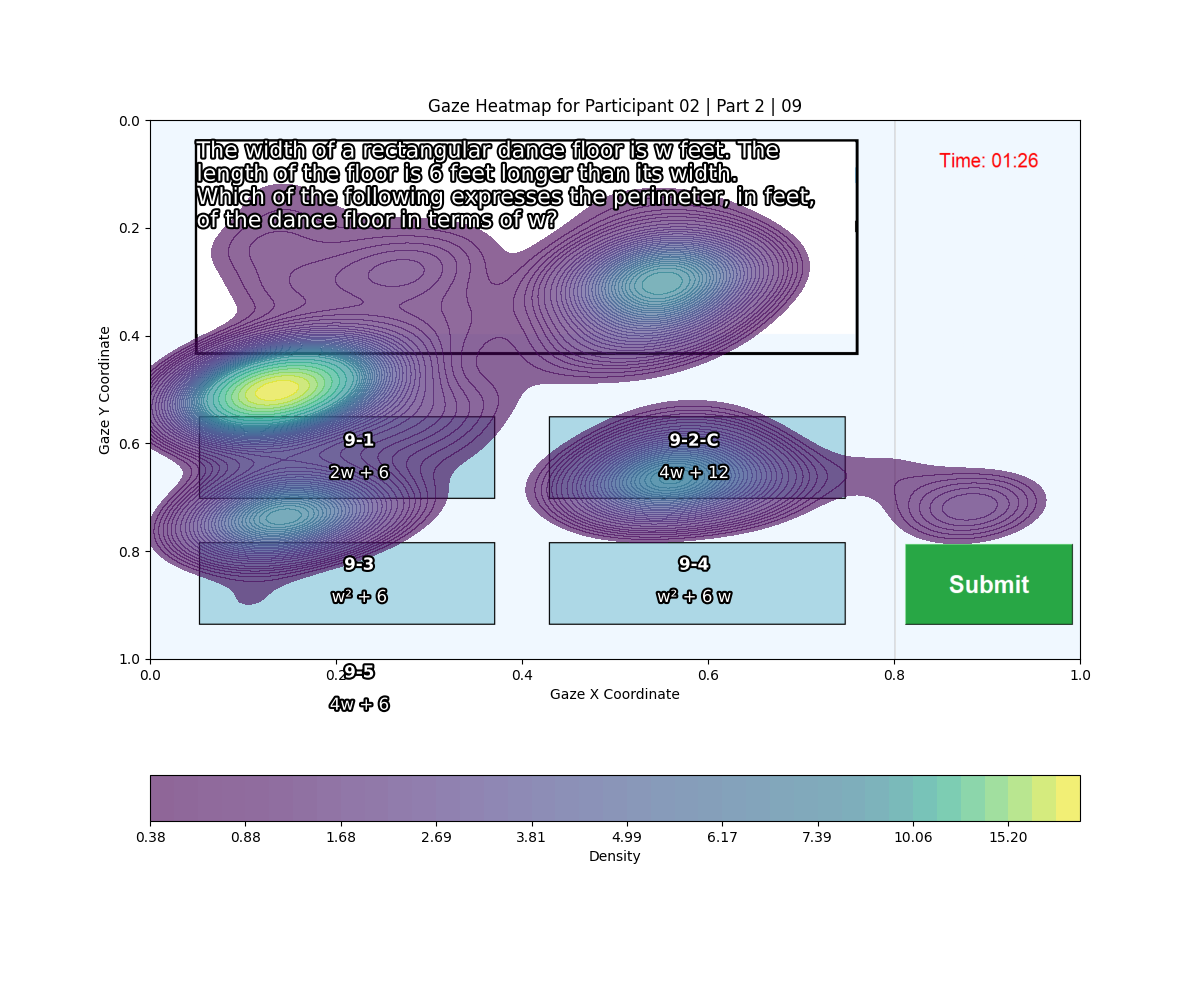 Gaze Heatmap for Participant 02 | Part 2 | 09
The width of a rectangular dance floor is w feet. The
length of the floor is 6 feet longer than its width.
Which of the following expresses the perimeter, in feet,
of the dance floor in terms of w?
Time: 01:26
0.0
0.2
0.4
0.6
0.8
1.0
Gaze Y Coordinate
9-1
2w + 6
9-2-C
4w + 12
9-3
w² + 6
9-4
w² + 6 w
Submit
9-5
4w + 6
0.0 0.2 0.4 0.6 0.8 1.0
Gaze X Coordinate
0.38 0.88 1.68 2.69 3.81 4.99 6.17 7.39 10.06 15.20
Density